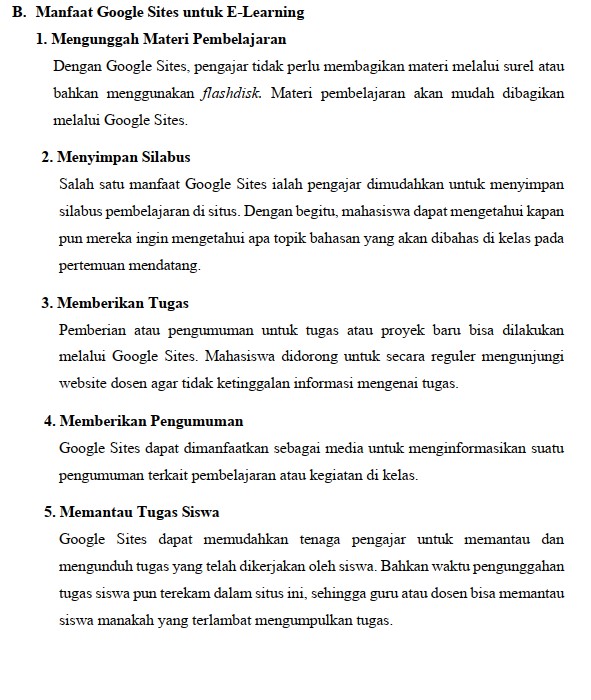 B. Manfaat Google Sites untuk E-Learning
1. Mengunggah Materi Pembelajaran
Dengan Google Sites, pengajar tidak perlu membagikan materi melalui surel atau
bahkan menggunakan flashdisk. Materi pembelajaran akan mudah dibagikan
melalui Google Sites.
2. Menyimpan Silabus
Salah satu manfaat Google Sites ialah pengajar dimudahkan untuk menyimpan
silabus pembelajaran di situs. Dengan begitu, mahasiswa dapat mengetahui kapan
pun mereka ingin mengetahui apa topik bahasan yang akan dibahas di kelas pada
pertemuan mendatang.
3. Memberikan Tugas
Pemberian atau pengumuman untuk tugas atau proyek baru bisa dilakukan
melalui Google Sites. Mahasiswa didorong untuk secara reguler mengunjungi
website dosen agar tidak ketinggalan informasi mengenai tugas.
4. Memberikan Pengumuman
Google Sites dapat dimanfaatkan sebagai media untuk menginformasikan suatu
pengumuman terkait pembelajaran atau kegiatan di kelas.
5. Memantau Tugas Siswa
Google Sites dapat memudahkan tenaga pengajar untuk memantau dan
mengunduh tugas yang telah dikerjakan oleh siswa. Bahkan waktu pengunggahan
tugas siswa pun terekam dalam situs ini, sehingga guru atau dosen bisa memantau
siswa manakah yang terlambat mengumpulkan tugas.